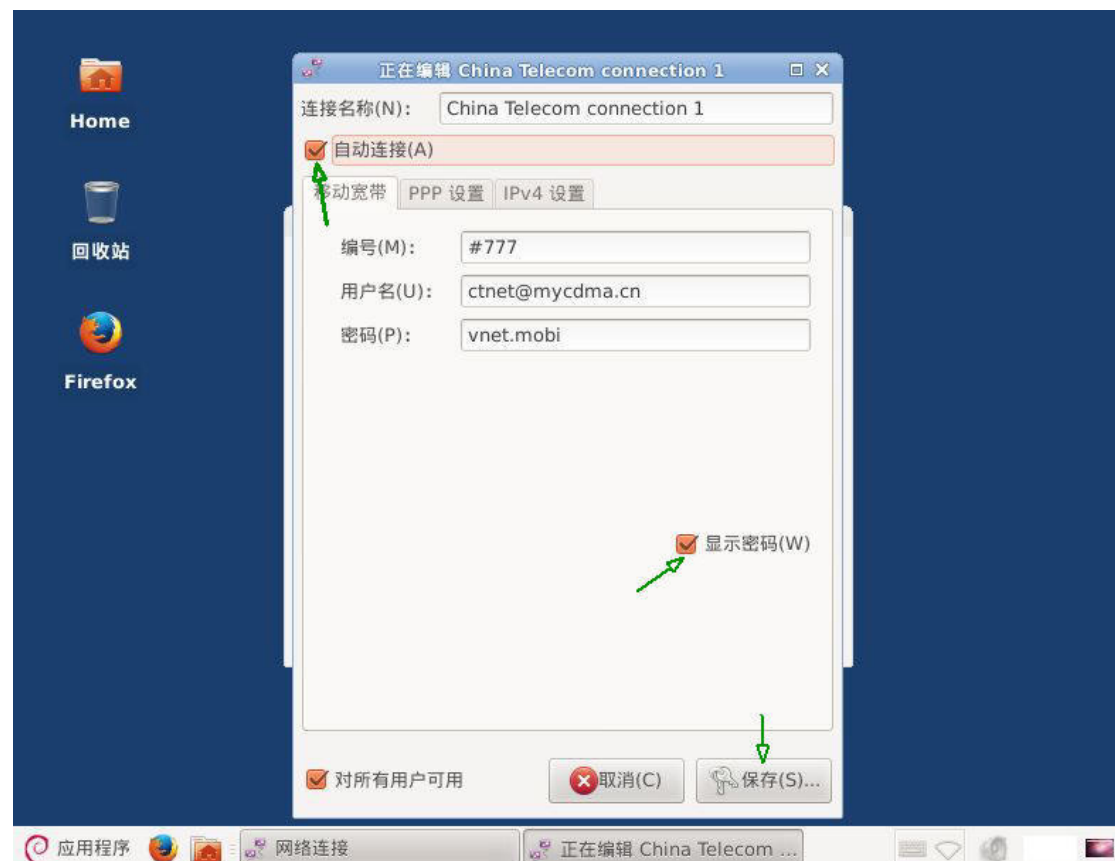 正在编辑 China Telecom connection 1
Home
连接名称(N): China Telecom connection 1
自动连接(A)
移动宽带 PPP 设置 IPv4 设置
回收站
编号(M): #777
用户名(U): ctnet@mycdma.cn
密码(P): vnet.mobi
Firefox
显示密码(W)
对所有用户可用 取消(C) 保存(S)...
应用程序 网络连接 正在编辑 China Telecom ...